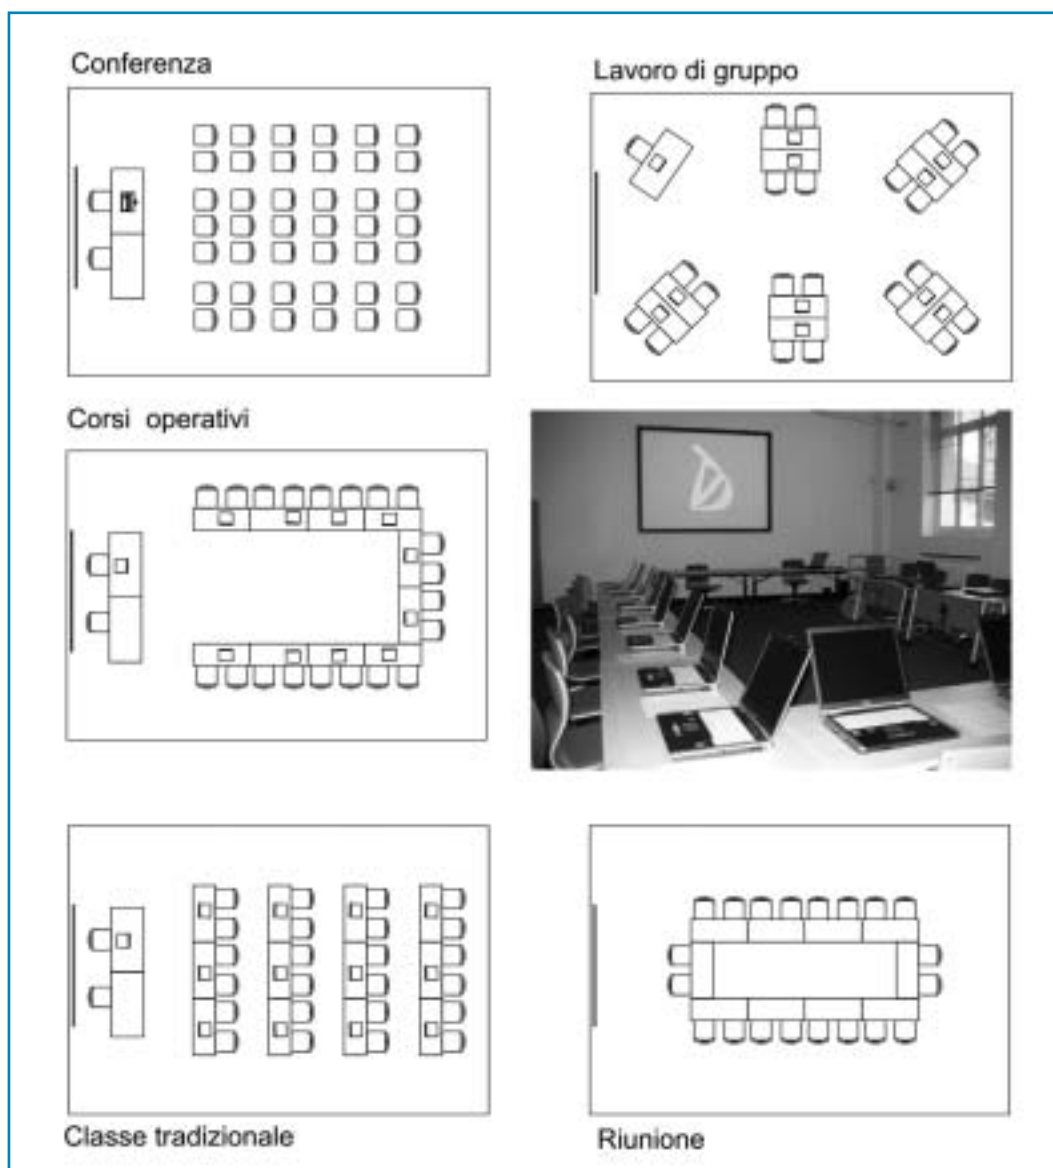 Conferenza
Lavoro di gruppo
Corsi operativi
Classe tradizionale
Riunione